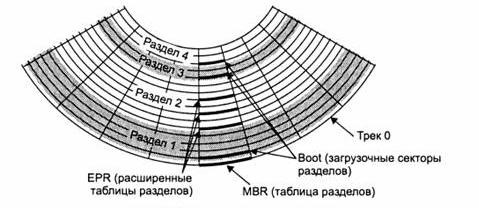 Раздел 4
Раздел 3
Раздел 2
Раздел 1
Трек 0
Boot (загрузочные секторы
разделов)
EPR (расширенные
таблицы разделов)
MBR (таблица разделов)